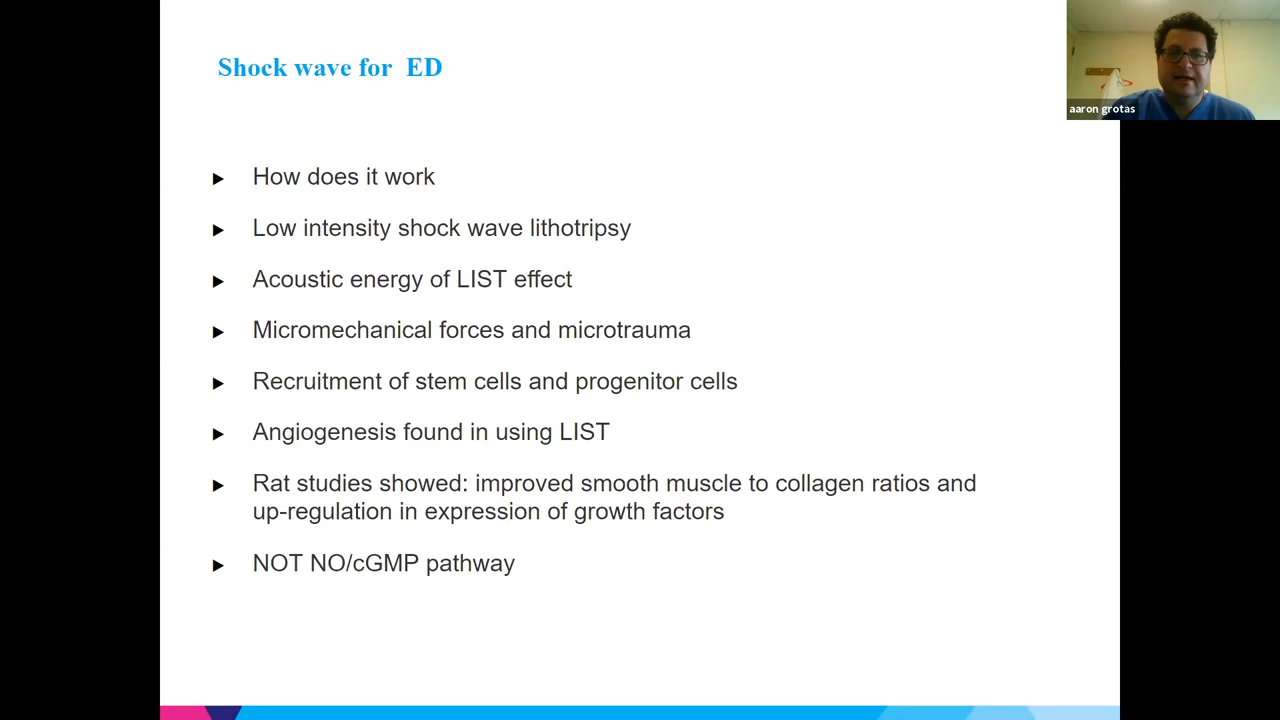 Shock wave for ED
aaron grotas
How does it work
Low intensity shock wave lithotripsy
Acoustic energy of LIST effect
Micromechanical forces and microtrauma
Recruitment of stem cells and progenitor cells
Angiogenesis found in using LIST
Rat studies showed: improved smooth muscle to collagen ratios and
up-regulation in expression of growth factors
NOT NO/cGMP pathway